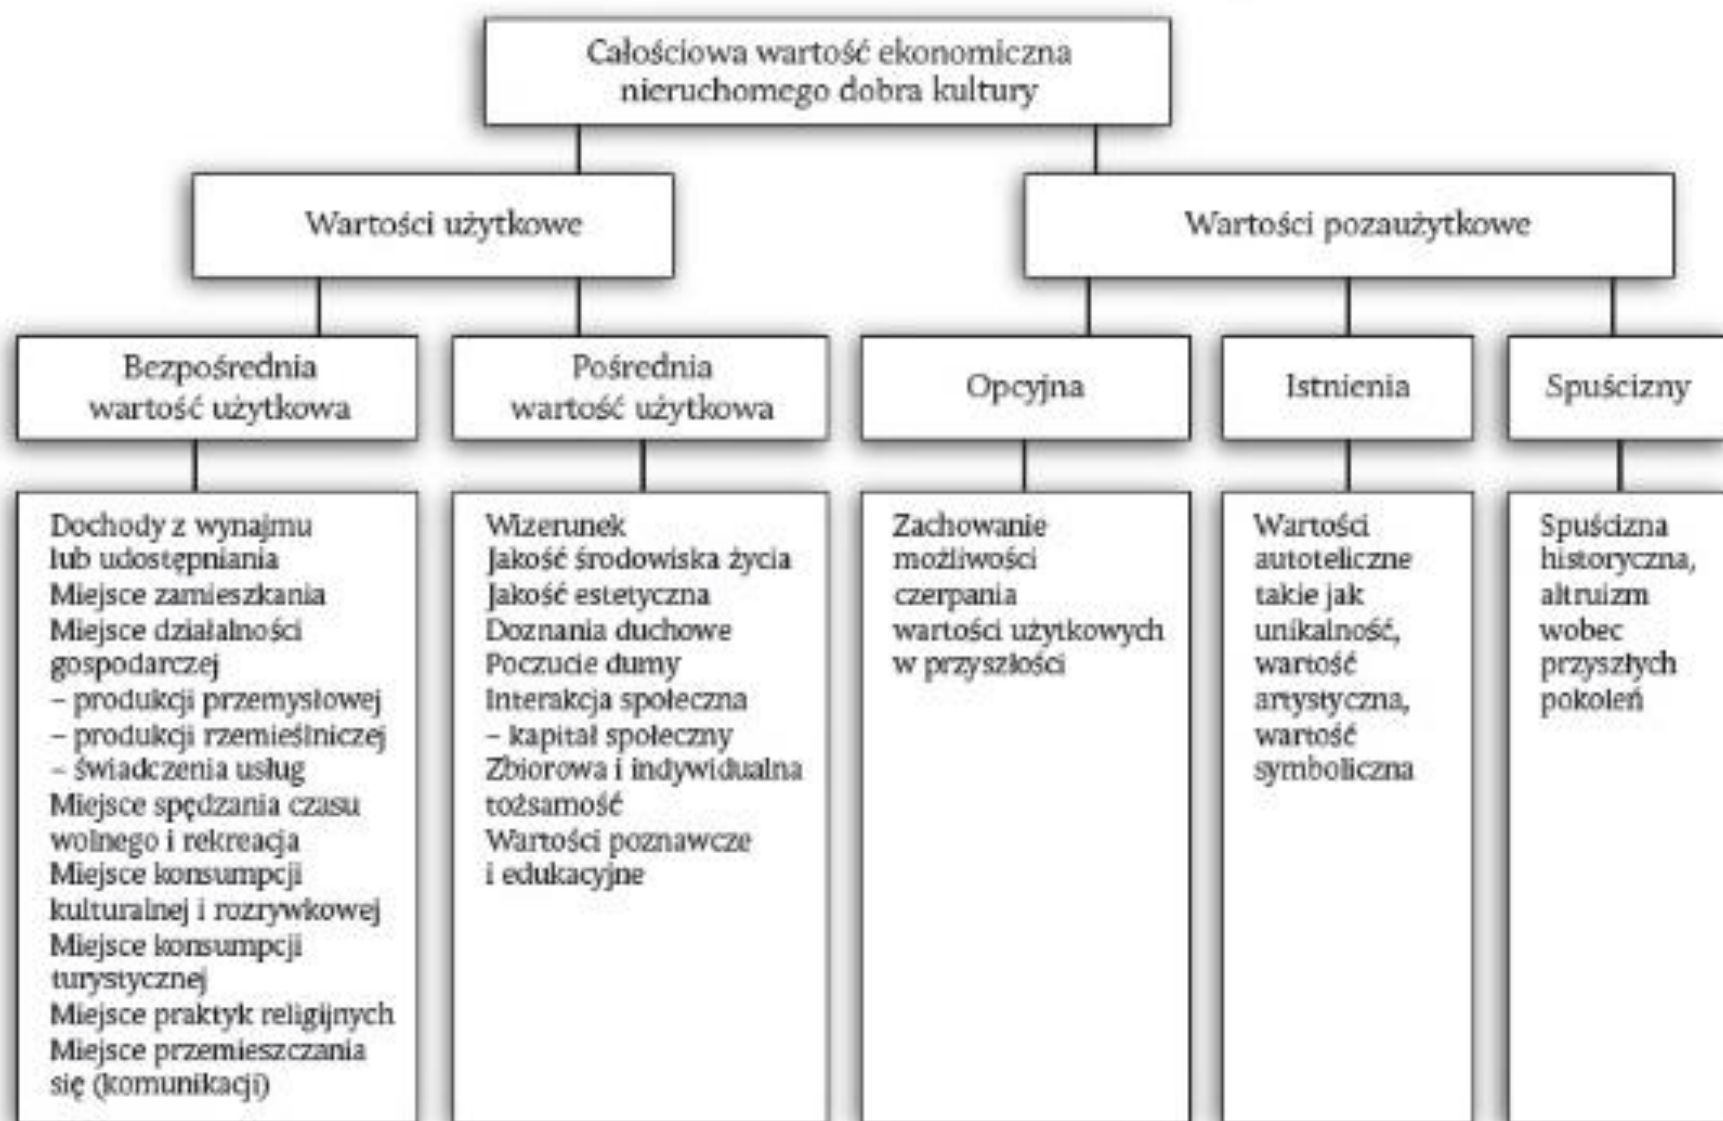 Całościowa wartość ekonomiczna
nieruchomego dobra kultury
Wartości użytkowe
Wartości pozaużytkowe
Bezpośrednia
wartość użytkowa
Pośrednia
wartość użytkowa
Opcyjna
Istnienia
Spuścizny
Dochody z wynajmu
lub udostępniania
Miejsce zamieszkania
Miejsce działalności
gospodarczej
– produkcji przemysłowej
– produkcji rzemieślniczej
– świadczenia usług
Miejsce spędzania czasu
wolnego i rekreacja
Miejsce konsumpcji
kulturalnej i rozrywkowej
Miejsce konsumpcji
turystycznej
Miejsce praktyk religijnych
Miejsce przemieszczania
się (komunikacji)
Wizerunek
Jakość środowiska życia
Jakość estetyczna
Doznania duchowe
Poczucie dumy
Interakcja społeczna
– kapitał społeczny
Zbiorowa i indywidualna
tożsamość
Wartości poznawcze
i edukacyjne
Zachowanie
możliwości
czerpania
wartości użytkowych
w przyszłości
Wartości
autoteliczne
takie jak
unikalność,
wartość
artystyczna,
wartość
symboliczna
Spuścizna
historyczna,
altruizm
wobec
przyszłych
pokoleń